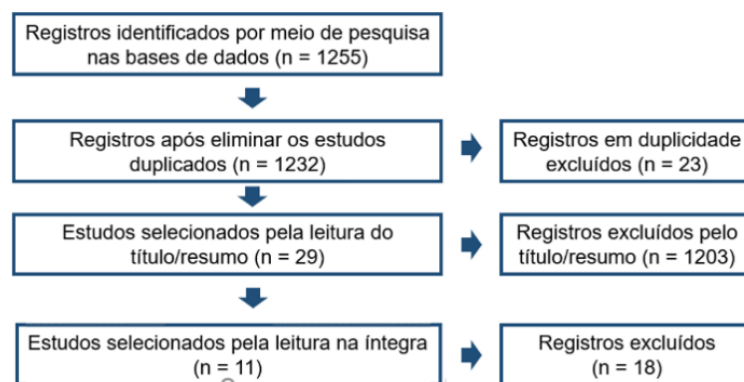 Registros identificados por meio de pesquisa
nas bases de dados (n = 1255)
Registros após eliminar os estudos
duplicados (n = 1232)
Registros em duplicidade
excluídos (n = 23)
Estudos selecionados pela leitura do
título/resumo (n = 29)
Registros excluídos pelo
título/resumo (n = 1203)
Estudos selecionados pela leitura na íntegra
(n = 11)
Registros excluídos
(n = 18)